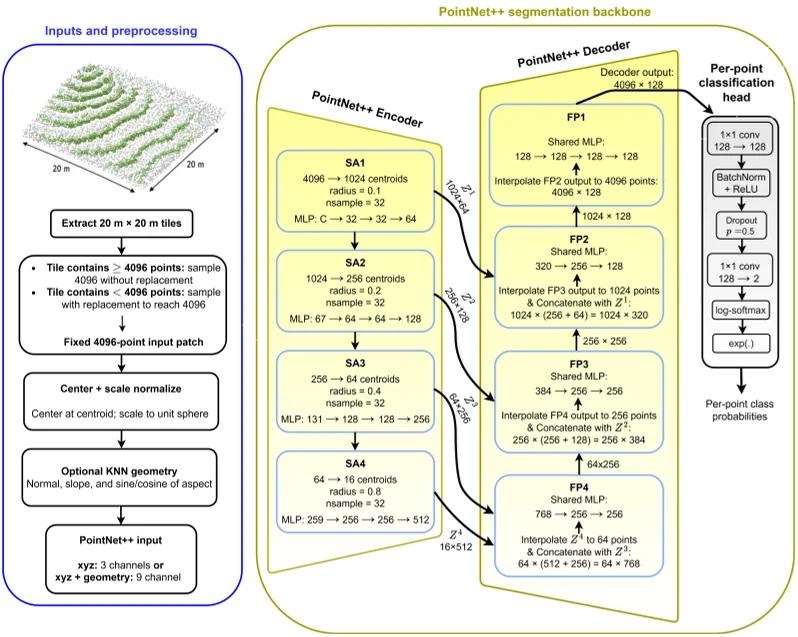 PointNet++ segmentation backbone
Inputs and preprocessing
20 m
20 m
Extract 20 m × 20 m tiles
• Tile contains ≥ 4096 points: sample
4096 without replacement
• Tile contains < 4096 points: sample
with replacement to reach 4096
↓
Fixed 4096-point input patch
Center + scale normalize
Center at centroid; scale to unit sphere
Optional KNN geometry
Normal, slope, and sine/cosine of aspect
PointNet++ input
xyz: 3 channels or
xyz + geometry: 9 channel
PointNet++ Encoder
SA1
4096 → 1024 centroids
radius = 0.1
nsample = 32
MLP: C → 32 → 32 → 64
SA2
1024 → 256 centroids
radius = 0.2
nsample = 32
MLP: 67 → 64 → 64 → 128
SA3
256 → 64 centroids
radius = 0.4
nsample = 32
MLP: 131 → 128 → 128 → 256
SA4
64 → 16 centroids
radius = 0.8
nsample = 32
MLP: 259 → 256 → 256 → 512
Z¹
1024×64
Z²
256×128
Z³
64×256
Z⁴
16×512
PointNet++ Decoder
Decoder output:
4096 × 128
FP1
Shared MLP:
128 → 128 → 128 → 128
Interpolate FP2 output to 4096 points:
4096 × 128
1024 × 128
FP2
Shared MLP:
320 → 256 → 128
Interpolate FP3 output to 1024 points
& Concatenate with Z¹:
1024 × (256 + 64) = 1024 × 320
256 × 256
FP3
Shared MLP:
384 → 256 → 256
Interpolate FP4 output to 256 points
& Concatenate with Z²:
256 × (256 + 128) = 256 × 384
64x256
FP4
Shared MLP:
768 → 256 → 256
Interpolate Z⁴ to 64 points
& Concatenate with Z³:
64 × (512 + 256) = 64 × 768
Per-point
classification
head
1×1 conv
128 → 128
BatchNorm
+ ReLU
Dropout
p =0.5
1×1 conv
128 → 2
log-softmax
exp(.)
Per-point class
probabilities